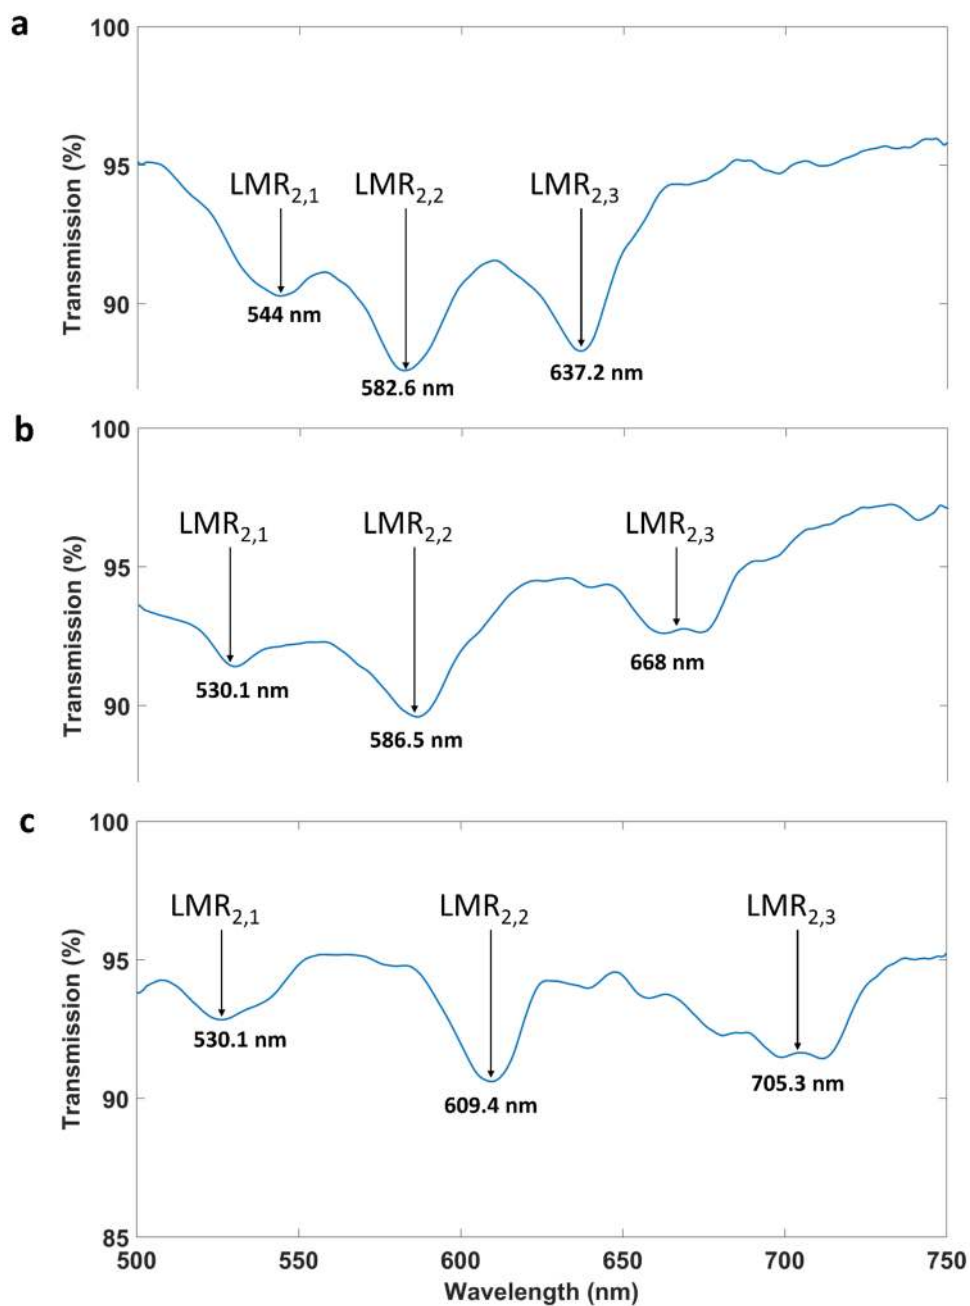 a
100
95
90
Transmission (%)
LMR2,1
LMR2,2
LMR2,3
544 nm
582.6 nm
637.2 nm
b
100
95
90
Transmission (%)
LMR2,1
LMR2,2
LMR2,3
530.1 nm
586.5 nm
668 nm
c
100
95
90
85
Transmission (%)
LMR2,1
LMR2,2
LMR2,3
530.1 nm
609.4 nm
705.3 nm
500 550 600 650 700 750
Wavelength (nm)